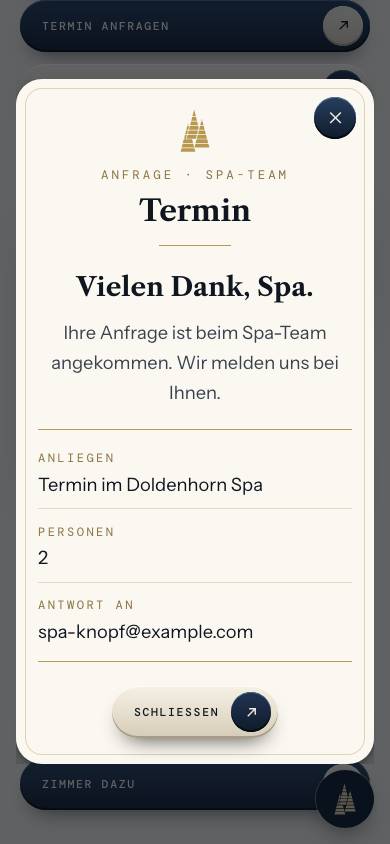 TERMIN ANFRAGEN
ANFRAGE · SPA-TEAM
Termin
Vielen Dank, Spa.
Ihre Anfrage ist beim Spa-Team
angekommen. Wir melden uns bei
Ihnen.
ANLIEGEN
Termin im Doldenhorn Spa
PERSONEN
2
ANTWORT AN
spa-knopf@example.com
SCHLIESSEN
ZIMMER DAZU